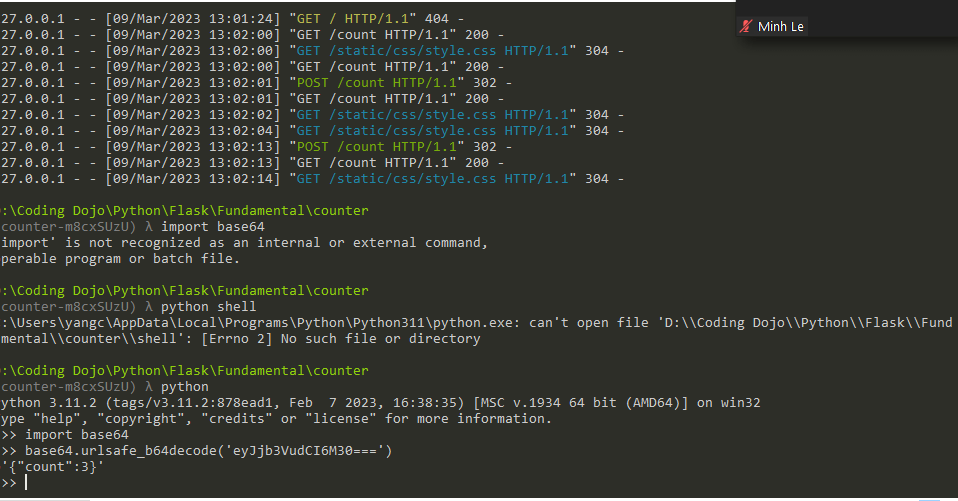 27.0.0.1 - - [09/Mar/2023 13:01:24] "GET / HTTP/1.1" 404 -
Minh Le
27.0.0.1 - - [09/Mar/2023 13:02:00] "GET /count HTTP/1.1" 200 -
27.0.0.1 - - [09/Mar/2023 13:02:00] "GET /static/css/style.css HTTP/1.1" 304 -
27.0.0.1 - - [09/Mar/2023 13:02:00] "GET /count HTTP/1.1" 200 -
27.0.0.1 - - [09/Mar/2023 13:02:01] "POST /count HTTP/1.1" 302 -
27.0.0.1 - - [09/Mar/2023 13:02:01] "GET /count HTTP/1.1" 200 -
27.0.0.1 - - [09/Mar/2023 13:02:02] "GET /static/css/style.css HTTP/1.1" 304 -
27.0.0.1 - - [09/Mar/2023 13:02:04] "GET /static/css/style.css HTTP/1.1" 304 -
27.0.0.1 - - [09/Mar/2023 13:02:13] "POST /count HTTP/1.1" 302 -
27.0.0.1 - - [09/Mar/2023 13:02:13] "GET /count HTTP/1.1" 200 -
27.0.0.1 - - [09/Mar/2023 13:02:14] "GET /static/css/style.css HTTP/1.1" 304 -
:\Coding Dojo\Python\Flask\Fundamental\counter
counter-m8cxSUzU) λ import base64
import' is not recognized as an internal or external command,
perable program or batch file.
:\Coding Dojo\Python\Flask\Fundamental\counter
counter-m8cxSUzU) λ python shell
:\Users\yangc\AppData\Local\Programs\Python\Python311\python.exe: can't open file 'D:\\Coding Dojo\\Python\\Flask\\Fund
mental\\counter\\shell': [Errno 2] No such file or directory
:\Coding Dojo\Python\Flask\Fundamental\counter
counter-m8cxSUzU) λ python
ython 3.11.2 (tags/v3.11.2:878ead1, Feb  7 2023, 16:38:35) [MSC v.1934 64 bit (AMD64)] on win32
ype "help", "copyright", "credits" or "license" for more information.
>> import base64
>> base64.urlsafe_b64decode('eyJjb3VudCI6M30===')
'{"count":3}'
>>